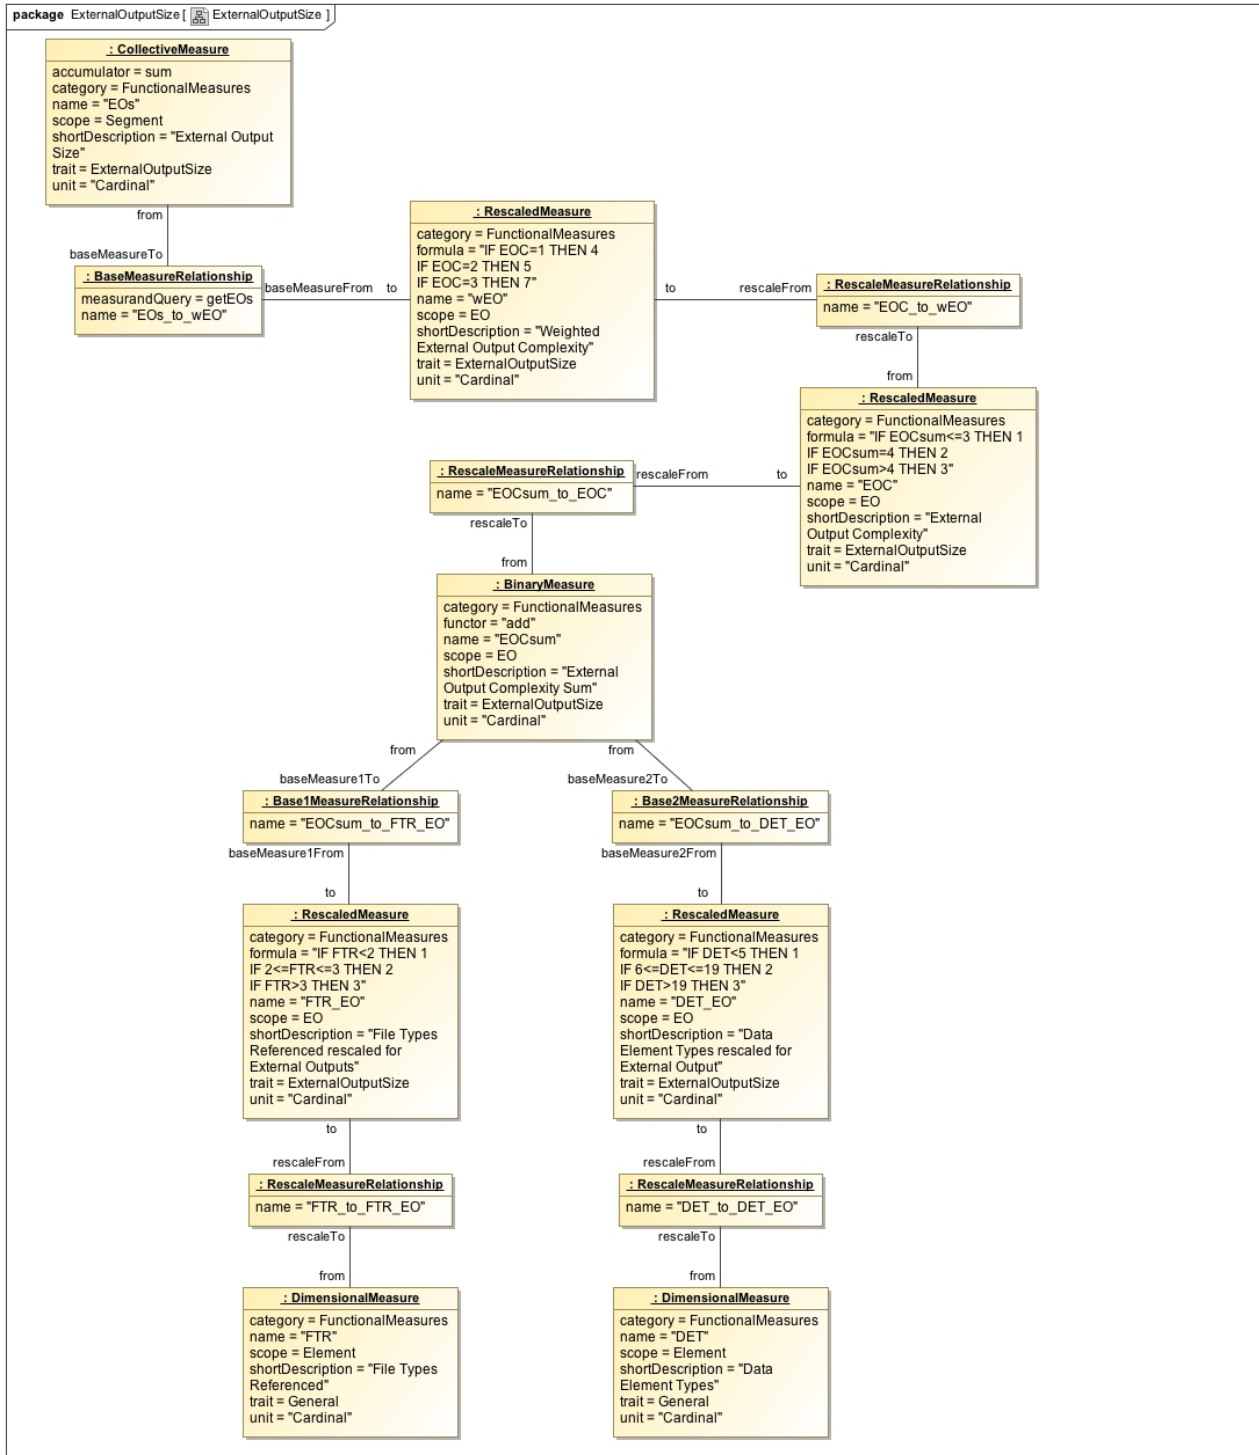 package ExternalOutputSize [ ExternalOutputSize ]
: CollectiveMeasure
accumulator = sum
category = FunctionalMeasures
name = "EOs"
scope = Segment
shortDescription = "External Output
Size"
trait = ExternalOutputSize
unit = "Cardinal"
from
baseMeasureTo
: BaseMeasureRelationship
measurandQuery = getEOs
name = "EOs_to_wEO"
baseMeasureFrom
to
: RescaledMeasure
category = FunctionalMeasures
formula = "IF EOC=1 THEN 4
IF EOC=2 THEN 5
IF EOC=3 THEN 7"
name = "wEO"
scope = EO
shortDescription = "Weighted
External Output Complexity"
trait = ExternalOutputSize
unit = "Cardinal"
to
rescaleFrom
: RescaleMeasureRelationship
name = "EOC_to_wEO"
rescaleTo
from
: RescaledMeasure
category = FunctionalMeasures
formula = "IF EOCsum<=3 THEN 1
IF EOCsum=4 THEN 2
IF EOCsum>4 THEN 3"
name = "EOC"
scope = EO
shortDescription = "External
Output Complexity"
trait = ExternalOutputSize
unit = "Cardinal"
to
rescaleFrom
: RescaleMeasureRelationship
name = "EOCsum_to_EOC"
rescaleTo
from
: BinaryMeasure
category = FunctionalMeasures
functor = "add"
name = "EOCsum"
scope = EO
shortDescription = "External
Output Complexity Sum"
trait = ExternalOutputSize
unit = "Cardinal"
from
baseMeasure1To
: Base1MeasureRelationship
name = "EOCsum_to_FTR_EO"
baseMeasure1From
to
: RescaledMeasure
category = FunctionalMeasures
formula = "IF FTR<2 THEN 1
IF 2<=FTR<=3 THEN 2
IF FTR>3 THEN 3"
name = "FTR_EO"
scope = EO
shortDescription = "File Types
Referenced rescaled for
External Outputs"
trait = ExternalOutputSize
unit = "Cardinal"
to
rescaleFrom
: RescaleMeasureRelationship
name = "FTR_to_FTR_EO"
rescaleTo
from
: DimensionalMeasure
category = FunctionalMeasures
name = "FTR"
scope = Element
shortDescription = "File Types
Referenced"
trait = General
unit = "Cardinal"
from
baseMeasure2To
: Base2MeasureRelationship
name = "EOCsum_to_DET_EO"
baseMeasure2From
to
: RescaledMeasure
category = FunctionalMeasures
formula = "IF DET<5 THEN 1
IF 6<=DET<=19 THEN 2
IF DET>19 THEN 3"
name = "DET_EO"
scope = EO
shortDescription = "Data
Element Types rescaled for
External Output"
trait = ExternalOutputSize
unit = "Cardinal"
to
rescaleFrom
: RescaleMeasureRelationship
name = "DET_to_DET_EO"
rescaleTo
from
: DimensionalMeasure
category = FunctionalMeasures
name = "DET"
scope = Element
shortDescription = "Data
Element Types"
trait = General
unit = "Cardinal"